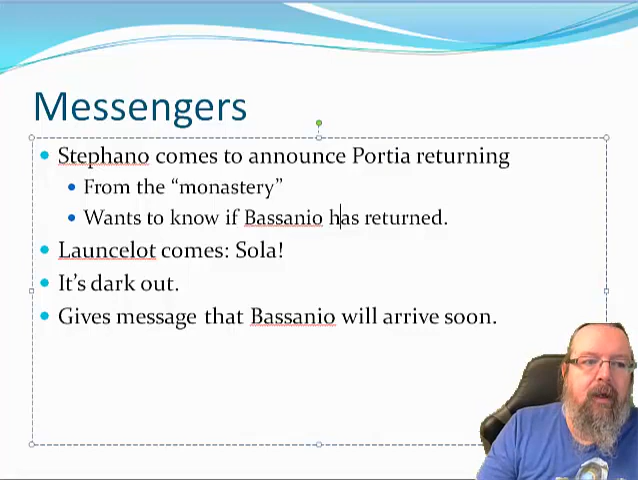 Messengers
Stephano comes to announce Portia returning
From the “monastery”
Wants to know if Bassanio has returned.
Launcelot comes: Sola!
It’s dark out.
Gives message that Bassanio will arrive soon.